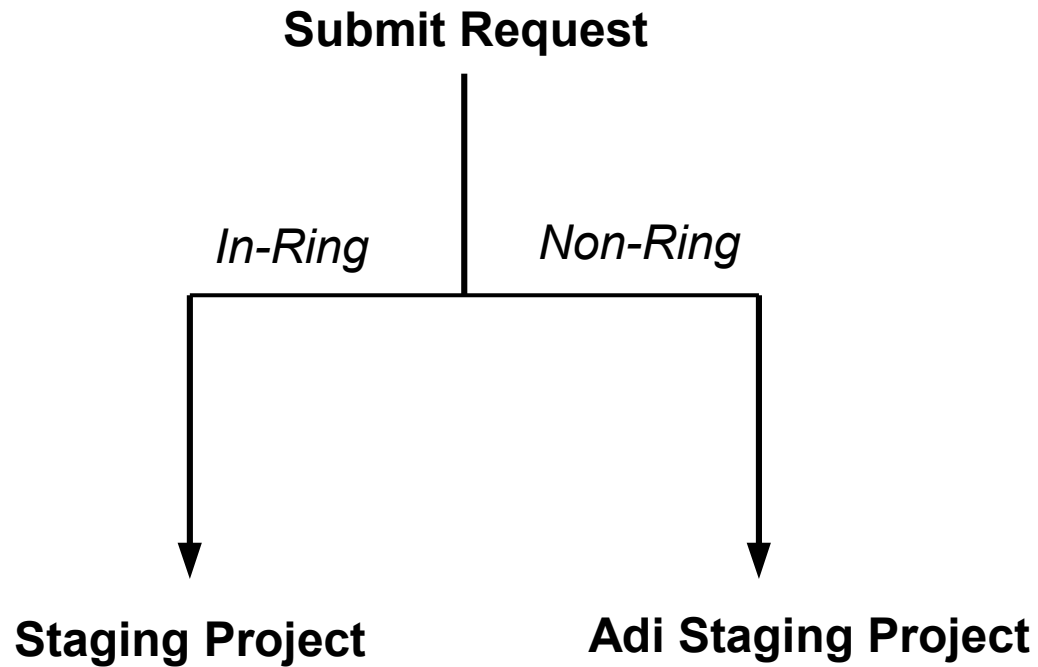 Submit Request
In-Ring
Non-Ring
Staging Project
Adi Staging Project